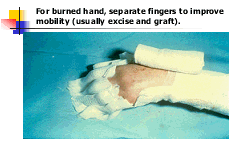 For burned hand, separate fingers to improve
mobility (usually excise and graft).